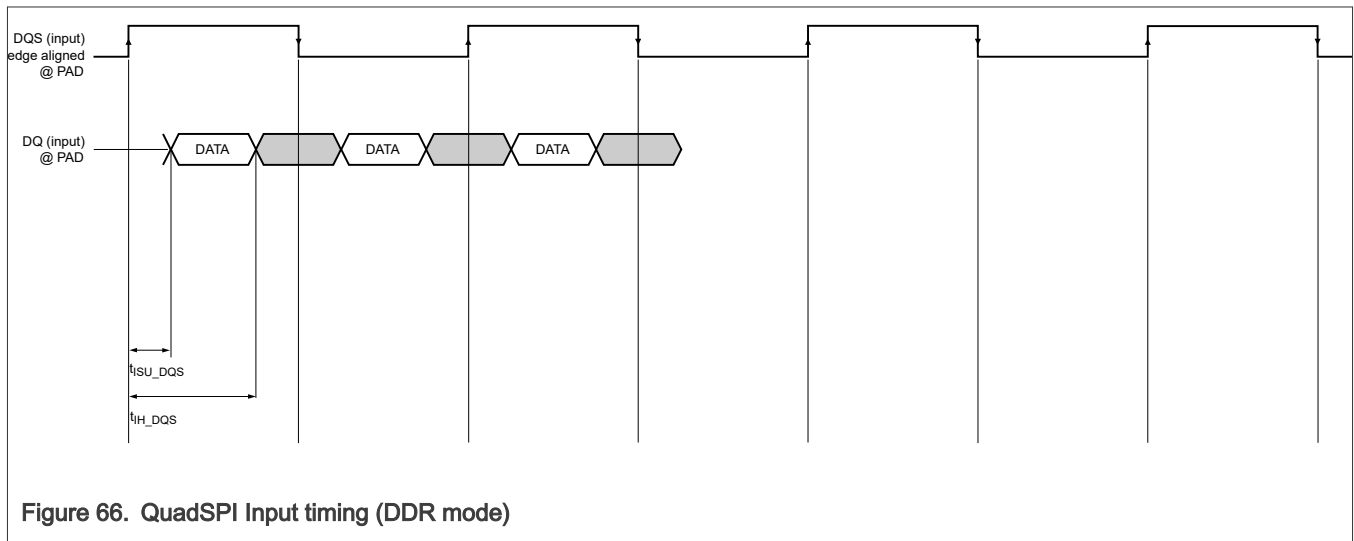 DQS (input)
edge aligned
@ PAD
DQ (input)
@ PAD
DATA
DATA
DATA
tISU_DQS
tIH_DQS
Figure 66. QuadSPI Input timing (DDR mode)